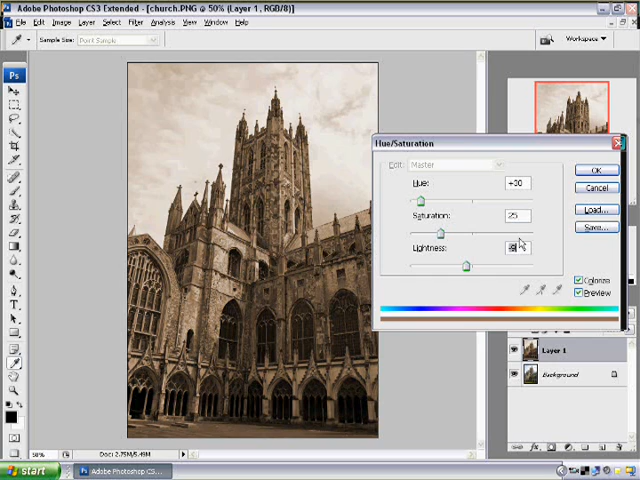 Adobe Photoshop CS3 Extended - [church.PNG @ 50% (Layer 1, RGB/8)]
File Edit Image Layer Select Filter Analysis View Window Help
Sample Size: Point Sample
Workspace
Ps
Hue/Saturation
Edit: Master
Hue: +30
OK
Cancel
Saturation: 25
Load...
Lightness:
Save...
Colorize
Preview
Layer 1
Background
50% Doc: 2.75M/5.49M
start
Adobe Photoshop CS...